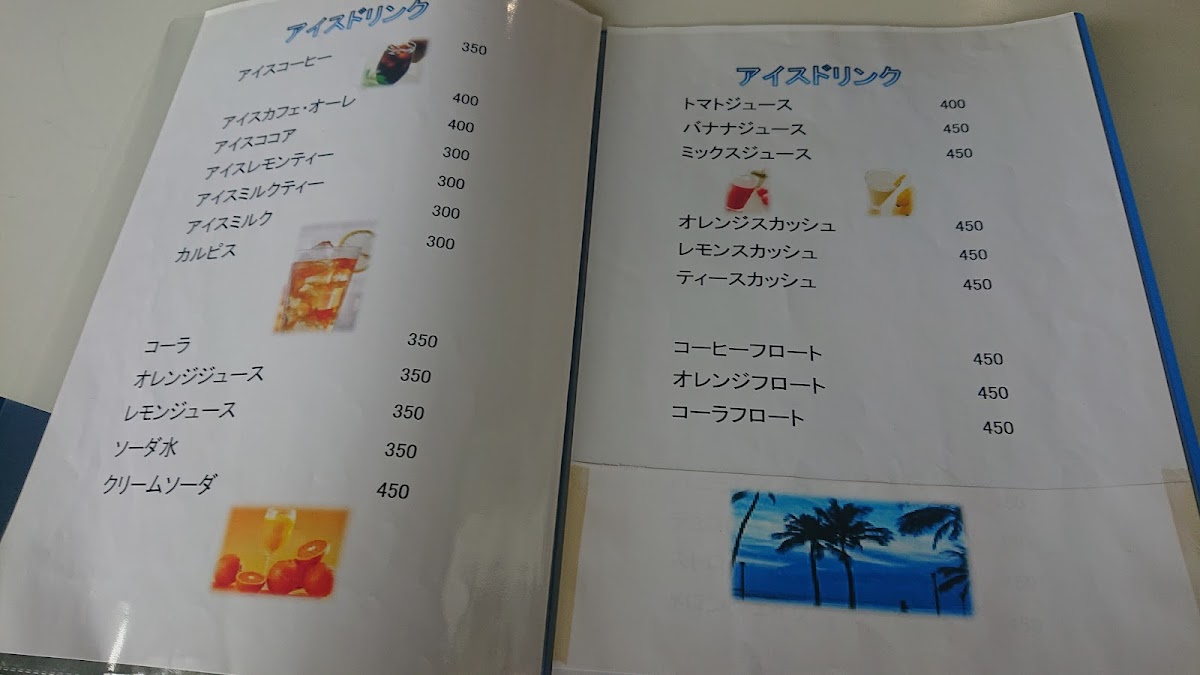 アイスドリンク
アイスコーヒー 350
アイスカフェ・オーレ 400
アイスココア 400
アイスレモンティー 300
アイスミルクティー 300
アイスミルク 300
カルピス 300
コーラ 350
オレンジジュース 350
レモンジュース 350
ソーダ水 350
クリームソーダ 450
アイスドリンク
トマトジュース 400
バナナジュース 450
ミックスジュース 450
オレンジスカッシュ 450
レモンスカッシュ 450
ティースカッシュ 450
コーヒーフロート 450
オレンジフロート 450
コーラフロート 450